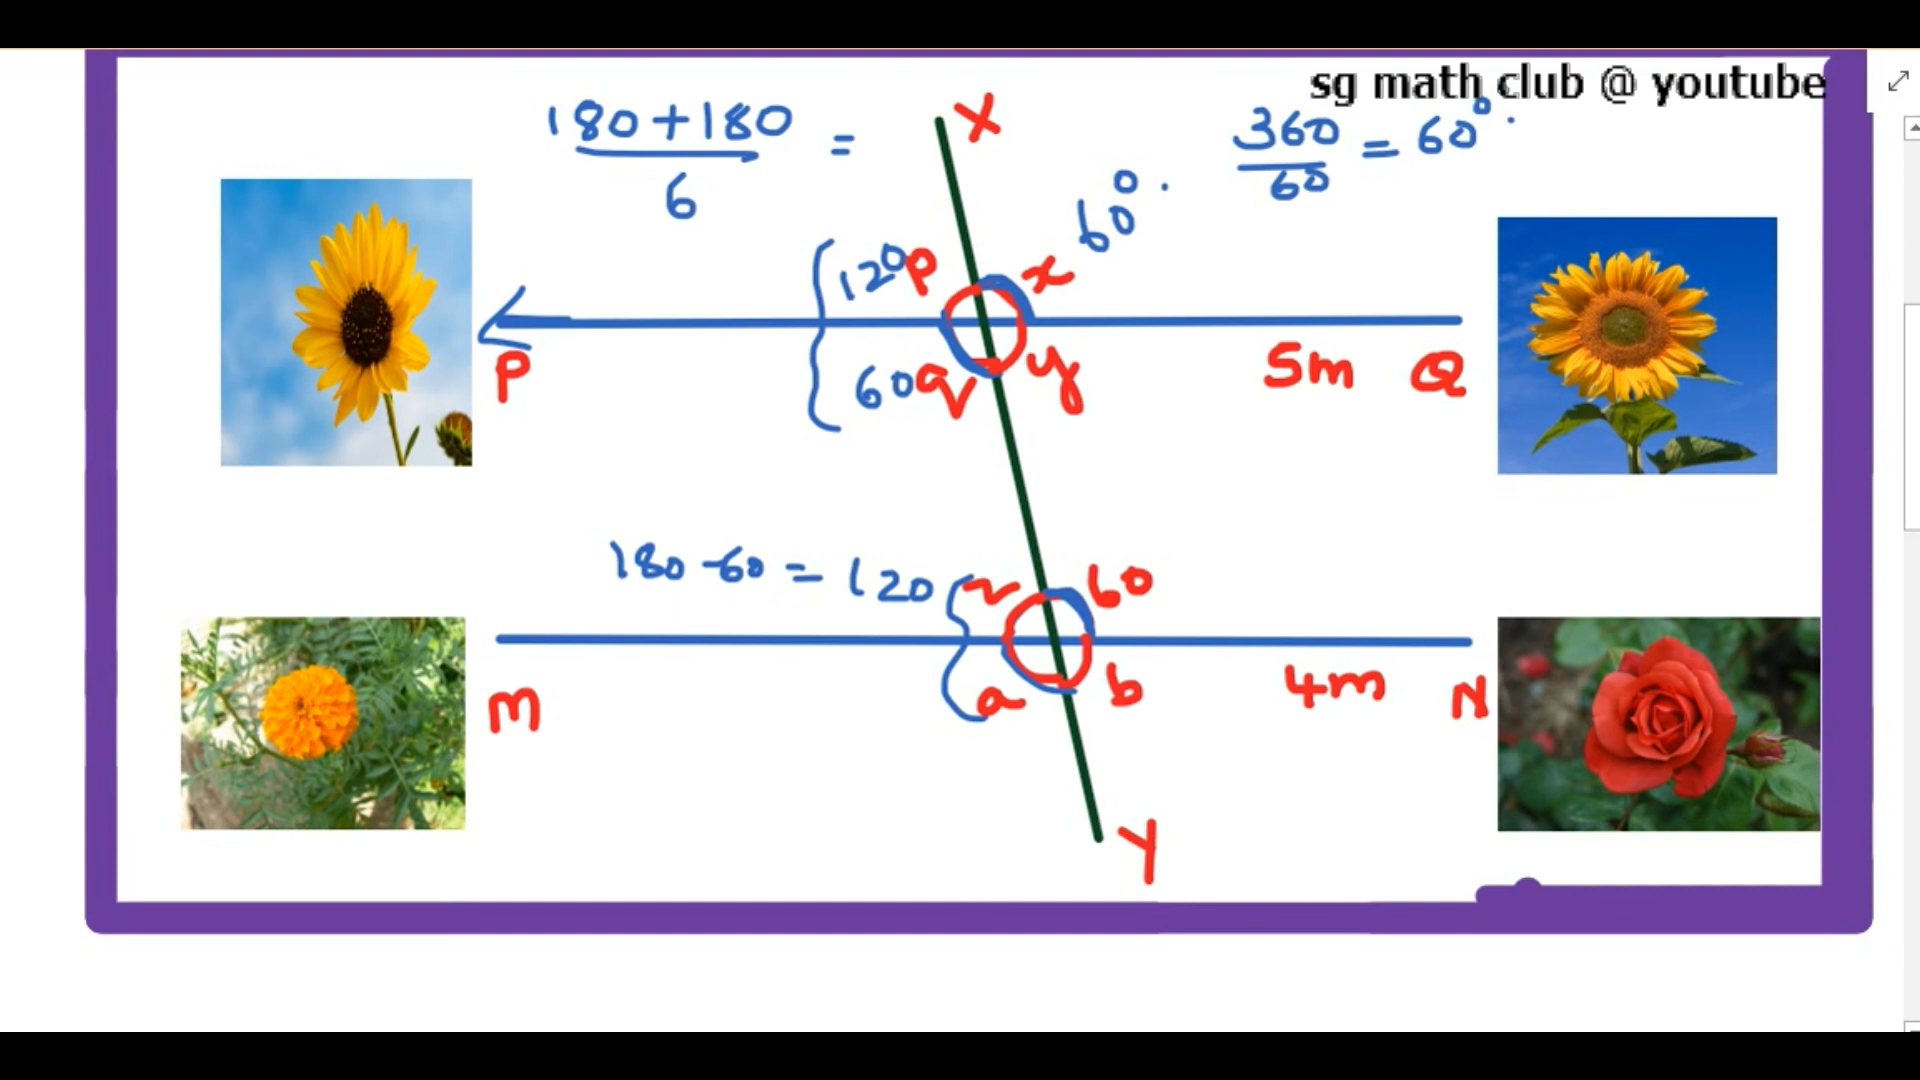 sg math club @ youtube
180+180 =
6
X
360 = 60°.
60
60°.
120 p x
P
60 q y
5m Q
180-60 = 120
r 60
M
a b
4m N
Y